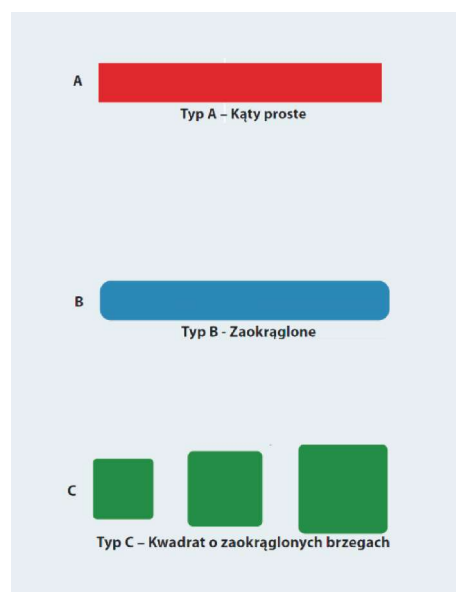 A
Typ A – Kąty proste
B
Typ B - Zaokrąglone
C
Typ C – Kwadrat o zaokrąglonych brzegach